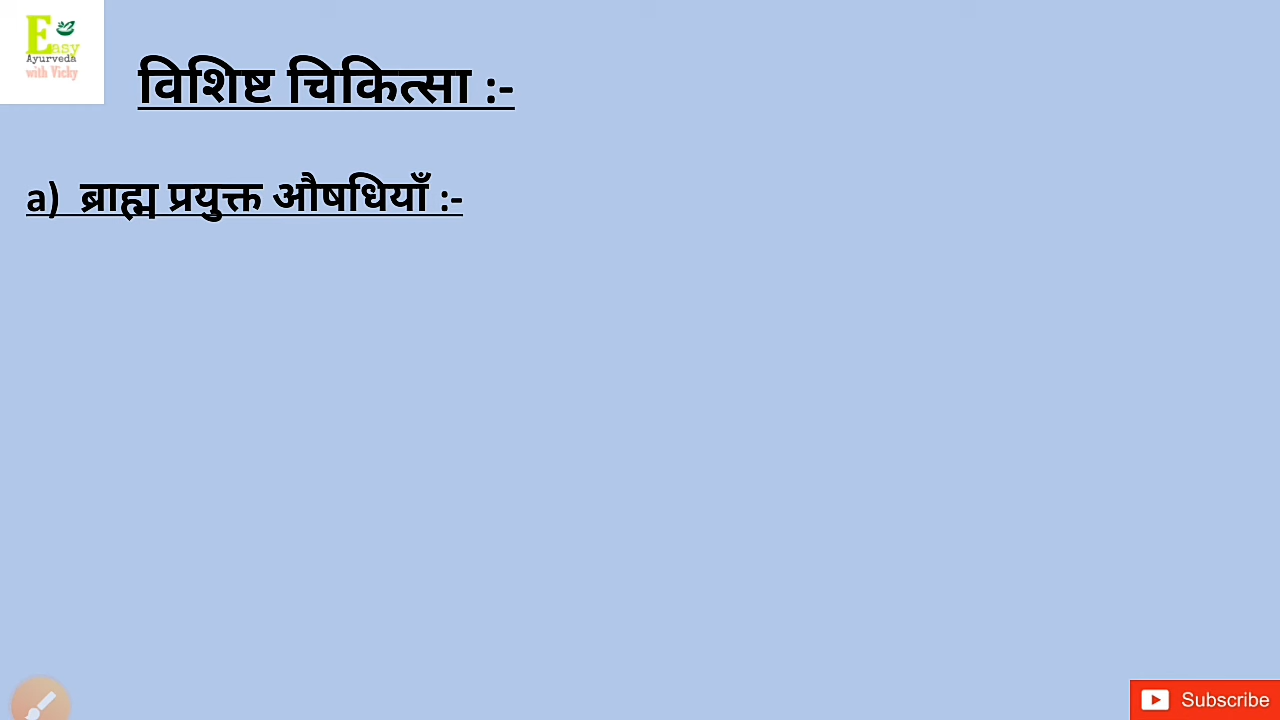 Easy
Ayurveda
with Vicky
विशिष्ट चिकित्सा :-
a) ब्राह्म प्रयुक्त औषधियाँ :-
Subscribe